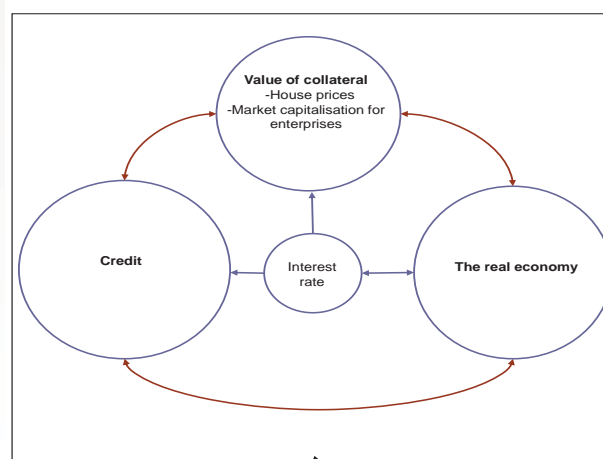 Value of collateral
-House prices
-Market capitalisation for
enterprises
Credit
Interest
rate
The real economy